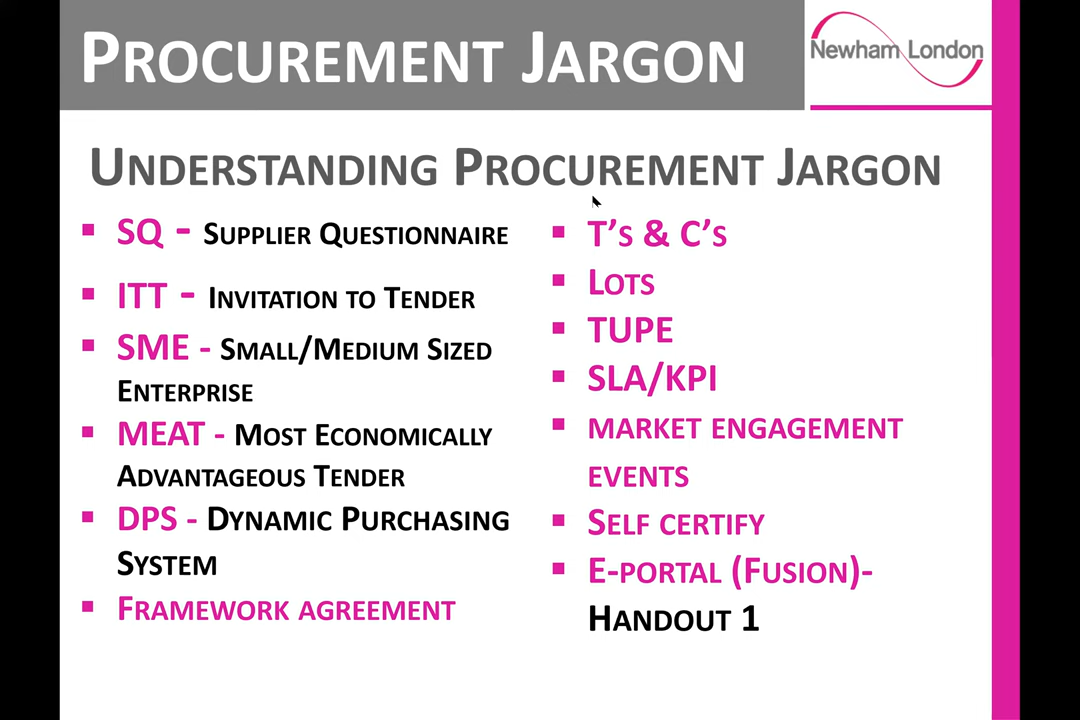 Procurement Jargon
Newham London
Understanding Procurement Jargon
▪ SQ - Supplier Questionnaire
▪ ITT - Invitation to Tender
▪ SME - Small/Medium Sized
Enterprise
▪ MEAT - Most Economically
Advantageous Tender
▪ DPS - Dynamic Purchasing
System
▪ Framework agreement
▪ T's & C's
▪ Lots
▪ TUPE
▪ SLA/KPI
▪ market engagement
events
▪ Self certify
▪ E-portal (Fusion)-
Handout 1